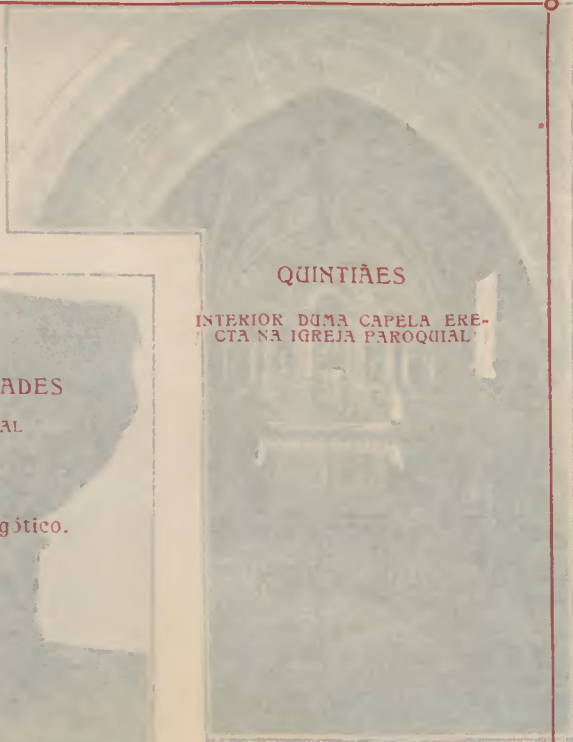 QUINTIÃES
INTERIOR DUMA CAPELA ERE-
CTA NA IGREJA PAROQUIAL
ADES
AL
gótico.